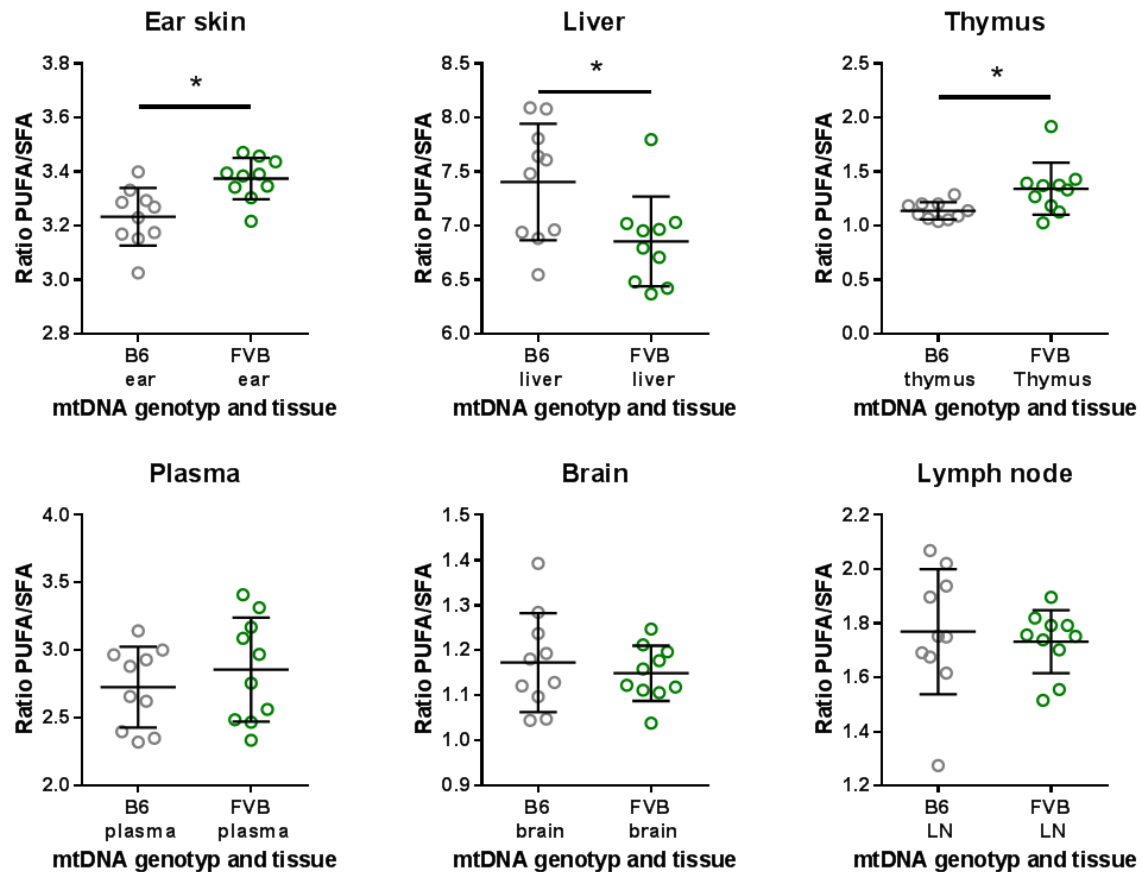 Ear skin
*
Ratio PUFA/SFA
3.8
3.6
3.4
3.2
3.0
2.8
B6
ear
FVB
ear
mtDNA genotyp and tissue
Liver
*
Ratio PUFA/SFA
8.5
8.0
7.5
7.0
6.5
6.0
B6
liver
FVB
liver
mtDNA genotyp and tissue
Thymus
*
Ratio PUFA/SFA
2.5
2.0
1.5
1.0
0.5
0.0
B6
thymus
FVB
Thymus
mtDNA genotyp and tissue
Plasma
Ratio PUFA/SFA
4.0
3.5
3.0
2.5
2.0
B6
plasma
FVB
plasma
mtDNA genotyp and tissue
Brain
Ratio PUFA/SFA
1.5
1.4
1.3
1.2
1.1
1.0
0.9
B6
brain
FVB
brain
mtDNA genotyp and tissue
Lymph node
Ratio PUFA/SFA
2.2
2.0
1.8
1.6
1.4
1.2
B6
LN
FVB
LN
mtDNA genotyp and tissue